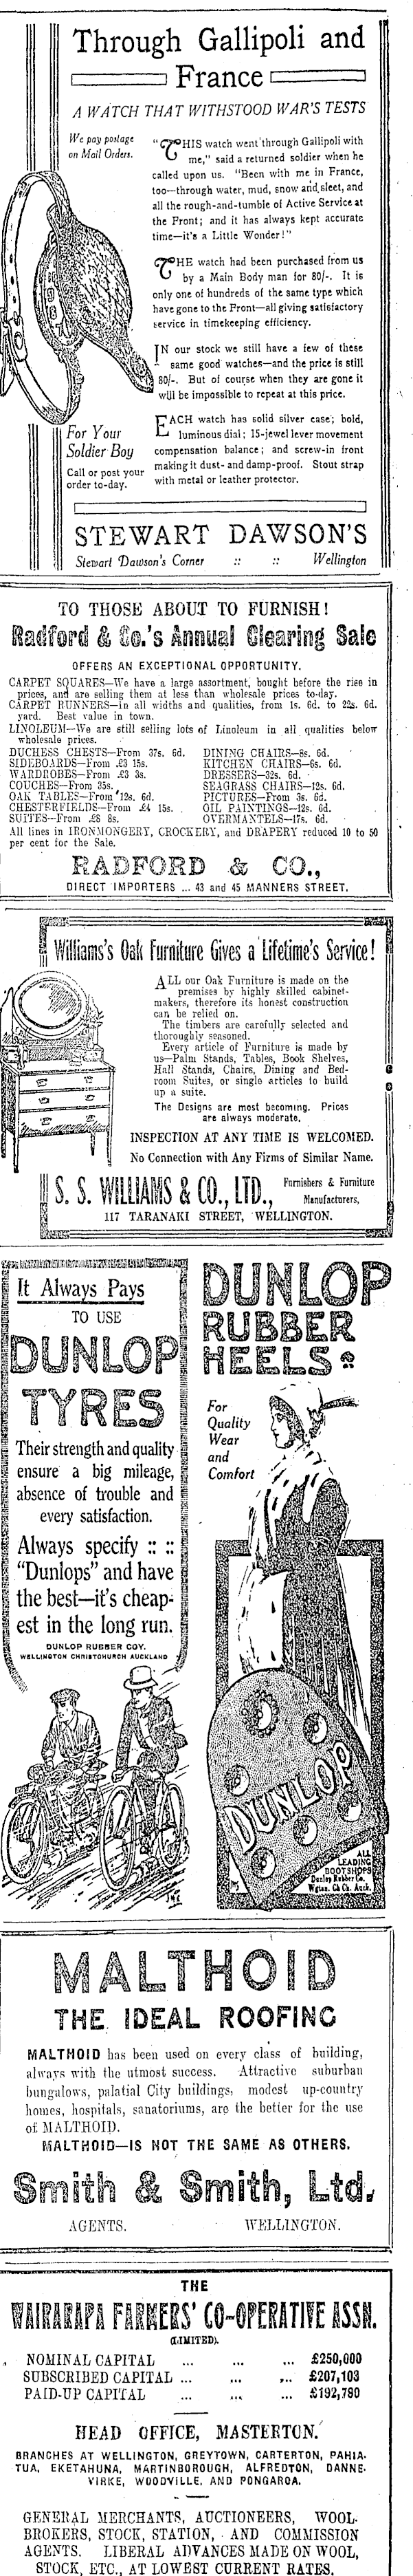 Through Gallipoli and
France
A WATCH THAT WITHSTOOD WAR'S TESTS
We pay postage
on Mail Orders.
"THIS watch went through Gallipoli with
me," said a returned soldier when he
called upon us. "Been with me in France,
too—through water, mud, snow and sleet, and
all the rough-and-tumble of Active Service at
the Front; and it has always kept accurate
time—it's a Little Wonder!"
THE watch had been purchased from us
by a Main Body man for 80/-. It is
only one of hundreds of the same type which
have gone to the Front—all giving satisfactory
service in timekeeping efficiency.
IN our stock we still have a few of these
same good watches—and the price is still
80/-. But of course when they are gone it
will be impossible to repeat at this price.
EACH watch has solid silver case; bold,
luminous dial; 15-jewel lever movement
compensation balance; and screw-in front
making it dust- and damp-proof. Stout strap
with metal or leather protector.
For Your
Soldier Boy
Call or post your
order to-day.
STEWART DAWSON'S
Stewart Dawson's Corner :: :: Wellington
TO THOSE ABOUT TO FURNISH!
Radford & Co.'s Annual Clearing Sale
OFFERS AN EXCEPTIONAL OPPORTUNITY.
CARPET SQUARES—We have a large assortment, bought before the rise in
prices, and are selling them at less than wholesale prices to-day.
CARPET RUNNERS—In all widths and qualities, from 1s. 6d. to 22s. 6d.
yard. Best value in town.
LINOLEUM—We are still selling lots of Linoleum in all qualities below
wholesale prices.
DUCHESS CHESTS—From 37s. 6d.
SIDEBOARDS—From £3 15s.
WARDROBES—From £3 3s.
COUCHES—From 35s.
OAK TABLES—From 12s. 6d.
CHESTERFIELDS—From £4 15s.
SUITES—From £8 8s.
DINING CHAIRS—8s. 6d.
KITCHEN CHAIRS—6s. 6d.
DRESSERS—32s. 6d.
SEAGRASS CHAIRS—12s. 6d.
PICTURES—From 3s. 6d.
OIL PAINTINGS—12s. 6d.
OVERMANTELS—17s. 6d.
All lines in IRONMONGERY, CROCKERY, and DRAPERY reduced 10 to 50
per cent for the Sale.
RADFORD & CO.,
DIRECT IMPORTERS ... 43 and 45 MANNERS STREET.
Williams's Oak Furniture Gives a Lifetime's Service!
ALL our Oak Furniture is made on the
premises by highly skilled cabinet-
makers, therefore its honest construction
can be relied on.
The timbers are carefully selected and
thoroughly seasoned.
Every article of Furniture is made by
us—Palm Stands, Tables, Book Shelves,
Hall Stands, Chairs, Dining and Bed-
room Suites, or single articles to build
up a suite.
The Designs are most becoming. Prices
are always moderate.
INSPECTION AT ANY TIME IS WELCOMED.
No Connection with Any Firms of Similar Name.
S. S. WILLIAMS & CO., LTD.,
Furnishers & Furniture
Manufacturers,
117 TARANAKI STREET, WELLINGTON.
It Always Pays
TO USE
DUNLOP
TYRES
Their strength and quality
ensure a big mileage,
absence of trouble and
every satisfaction.
Always specify :: ::
"Dunlops" and have
the best—it's cheap-
est in the long run.
DUNLOP RUBBER COY.
WELLINGTON CHRISTCHURCH AUCKLAND
DUNLOP
RUBBER
HEELS
For
Quality
Wear
and
Comfort
DUNLOP
ALL
LEADING
BOOT SHOPS
Dunlop Rubber Co.
Wgtn. Ch Ch. Auck.
MALTHOID
THE IDEAL ROOFING
MALTHOID has been used on every class of building,
always with the utmost success. Attractive suburban
bungalows, palatial City buildings, modest up-country
homes, hospitals, sanatoriums, are the better for the use
of MALTHOID.
MALTHOID—IS NOT THE SAME AS OTHERS.
Smith & Smith, Ltd.
AGENTS. WELLINGTON.
THE
WAIRARAPA FARMERS' CO-OPERATIVE ASSN.
(LIMITED).
NOMINAL CAPITAL ... ... ... £250,000
SUBSCRIBED CAPITAL ... ... ... £207,103
PAID-UP CAPITAL ... ... ... £192,780
HEAD OFFICE, MASTERTON.
BRANCHES AT WELLINGTON, GREYTOWN, CARTERTON, PAHIA-
TUA, EKETAHUNA, MARTINBOROUGH, ALFREDTON, DANNE-
VIRKE, WOODVILLE, AND PONGAROA.
GENERAL MERCHANTS, AUCTIONEERS, WOOL-
BROKERS, STOCK, STATION, AND COMMISSION
AGENTS. LIBERAL ADVANCES MADE ON WOOL,
STOCK, ETC., AT LOWEST CURRENT RATES.